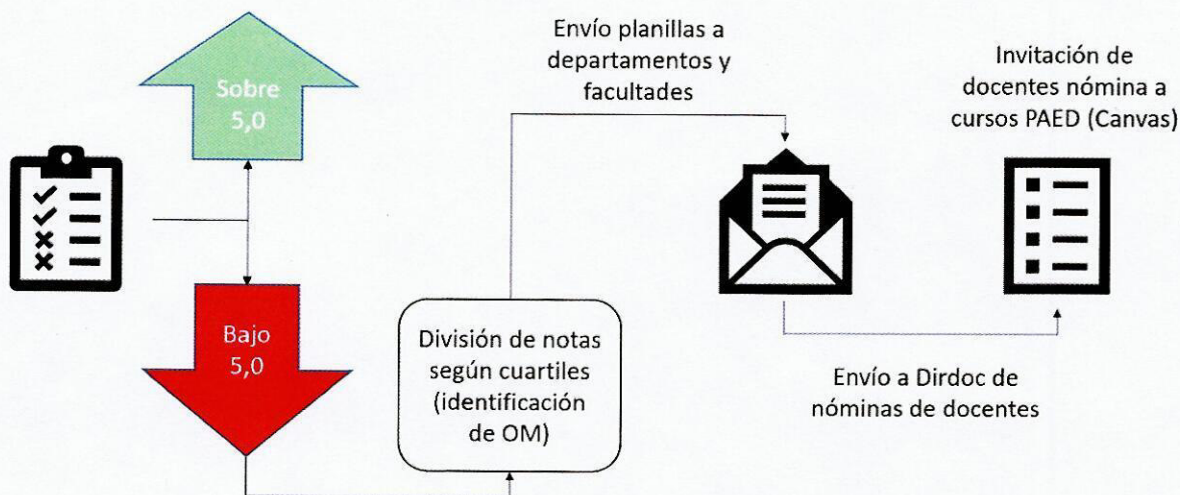 Sobre
5,0
Bajo
5,0
División de notas
según cuartiles
(identificación
de OM)
Envío planillas a
departamentos y
facultades
Envío a Dirdoc de
nóminas de docentes
Invitación de
docentes nómina a
cursos PAED (Canvas)